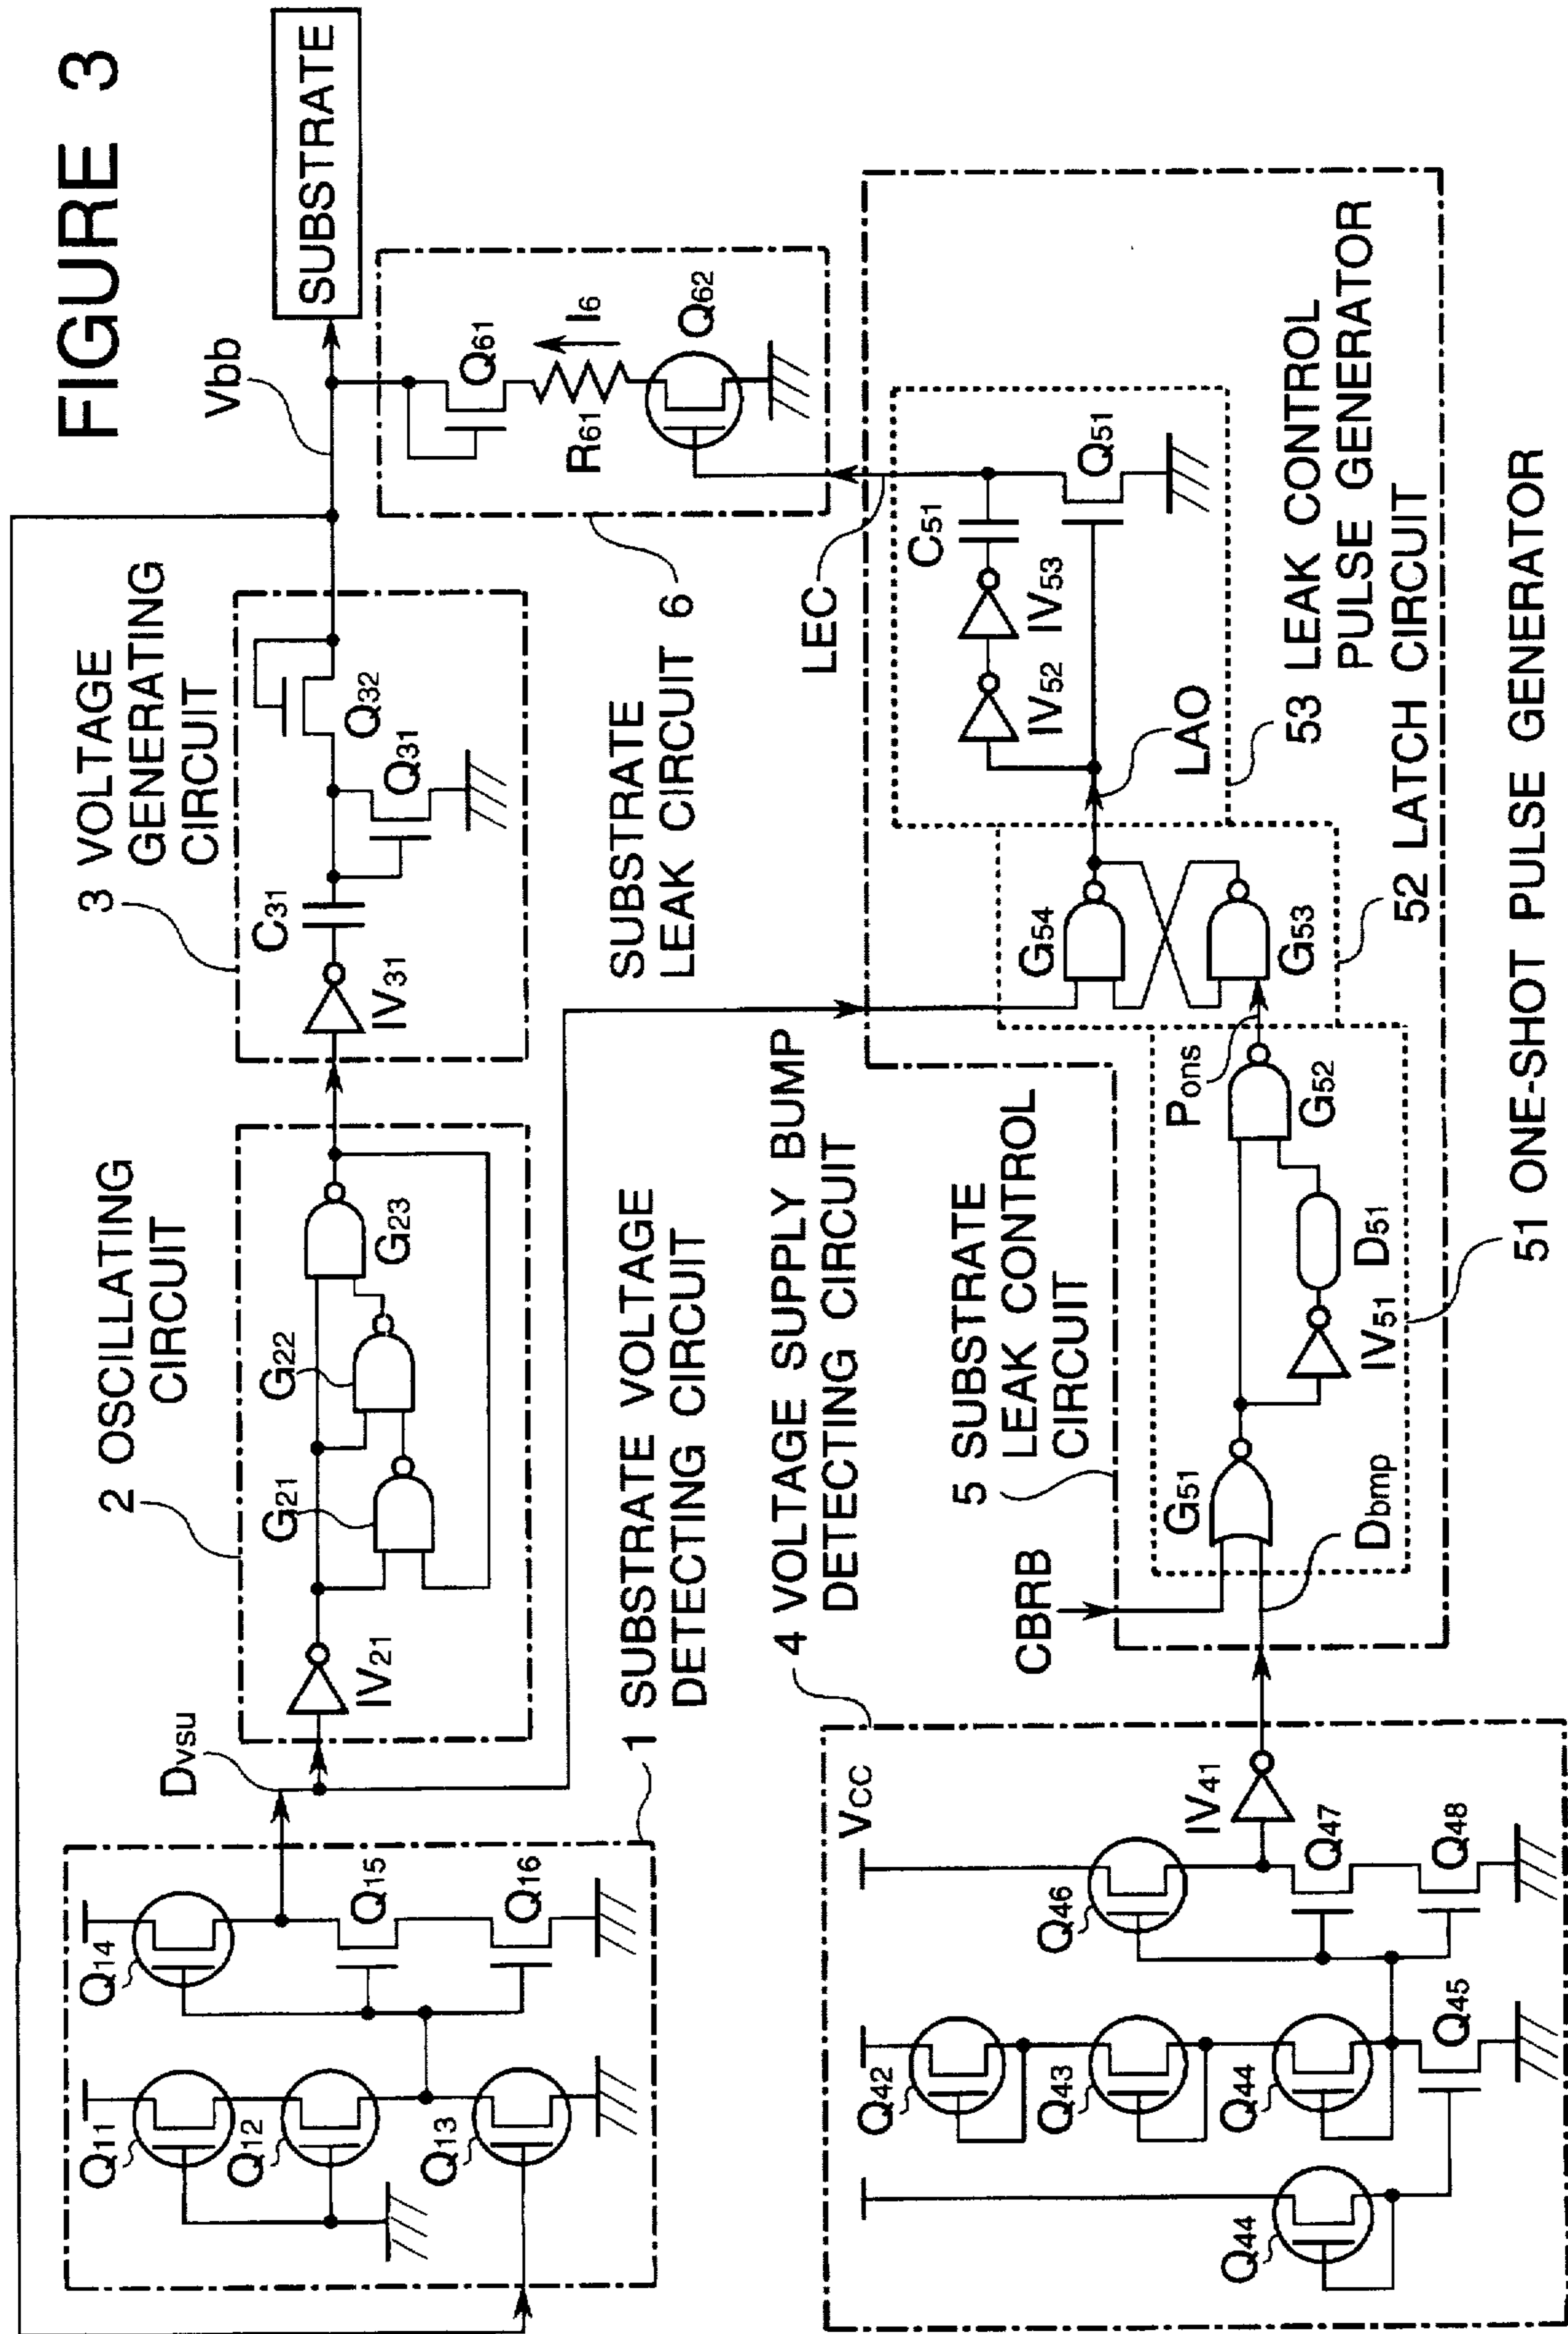 FIGURE 3
SUBSTRATE
Vbb
3 VOLTAGE
GENERATING
CIRCUIT
C31
IV31
Q32
Q31
2 OSCILLATING
CIRCUIT
IV21
G21
G22
G23
Dvsu
Q11
Q12
Q13
Q14
Q15
Q16
1 SUBSTRATE VOLTAGE
DETECTING CIRCUIT
SUBSTRATE
LEAK CIRCUIT 6
Q61
I6
R61
Q62
LEC
4 VOLTAGE SUPPLY BUMP
DETECTING CIRCUIT
VCC
Q42
Q43
Q44
Q44
Q45
Q46
Q47
Q48
IV41
5 SUBSTRATE
LEAK CONTROL
CIRCUIT
CBRB
Dbmp
G51
IV51
D51
G52
Pons
G54
G53
LAO
IV52
IV53
C51
Q51
53 LEAK CONTROL
PULSE GENERATOR
52 LATCH CIRCUIT
51 ONE-SHOT PULSE GENERATOR